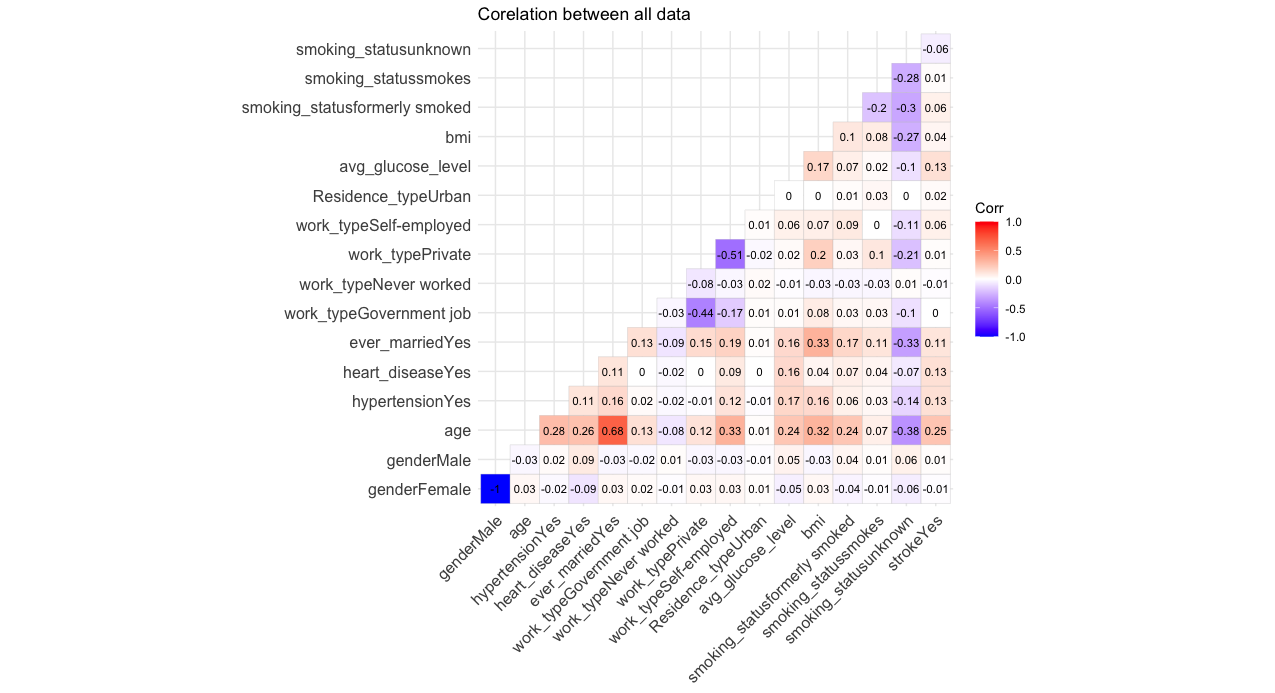 Corelation between all data
smoking_statusunknown -0.06
smoking_statussmokes -0.28 0.01
smoking_statusformerly smoked -0.2 -0.3 0.06
bmi 0.1 0.08 -0.27 0.04
avg_glucose_level 0.17 0.07 0.02 -0.1 0.13
Residence_typeUrban 0 0 0.01 0.03 0 0.02
work_typeSelf-employed 0.01 0.06 0.07 0.09 0 -0.11 0.06
work_typePrivate -0.51 -0.02 0.02 0.2 0.03 0.1 -0.21 0.01
work_typeNever worked -0.08 -0.03 0.02 -0.01 -0.03 -0.03 -0.03 0.01 -0.01
work_typeGovernment job -0.03 -0.44 -0.17 0.01 0.01 0.08 0.03 0.03 -0.1 0
ever_marriedYes 0.13 -0.09 0.15 0.19 0.01 0.16 0.33 0.17 0.11 -0.33 0.11
heart_diseaseYes 0.11 0 -0.02 0 0.09 0 0.16 0.04 0.07 0.04 -0.07 0.13
hypertensionYes 0.11 0.16 0.02 -0.02 -0.01 0.12 -0.01 0.17 0.16 0.06 0.03 -0.14 0.13
age 0.28 0.26 0.68 0.13 -0.08 0.12 0.33 0.01 0.24 0.32 0.24 0.07 -0.38 0.25
genderMale -0.03 0.02 0.09 -0.03 -0.02 0.01 -0.03 -0.03 -0.01 0.05 -0.03 0.04 0.01 0.06 0.01
genderFemale -1 0.03 -0.02 -0.09 0.03 0.02 -0.01 0.03 0.03 0.01 -0.05 0.03 -0.04 -0.01 -0.06 -0.01
genderMale
age
hypertensionYes
heart_diseaseYes
ever_marriedYes
work_typeGovernment job
work_typeNever worked
work_typePrivate
work_typeSelf-employed
Residence_typeUrban
avg_glucose_level
bmi
smoking_statusformerly smoked
smoking_statussmokes
smoking_statusunknown
strokeYes
Corr
1.0
0.5
0.0
-0.5
-1.0